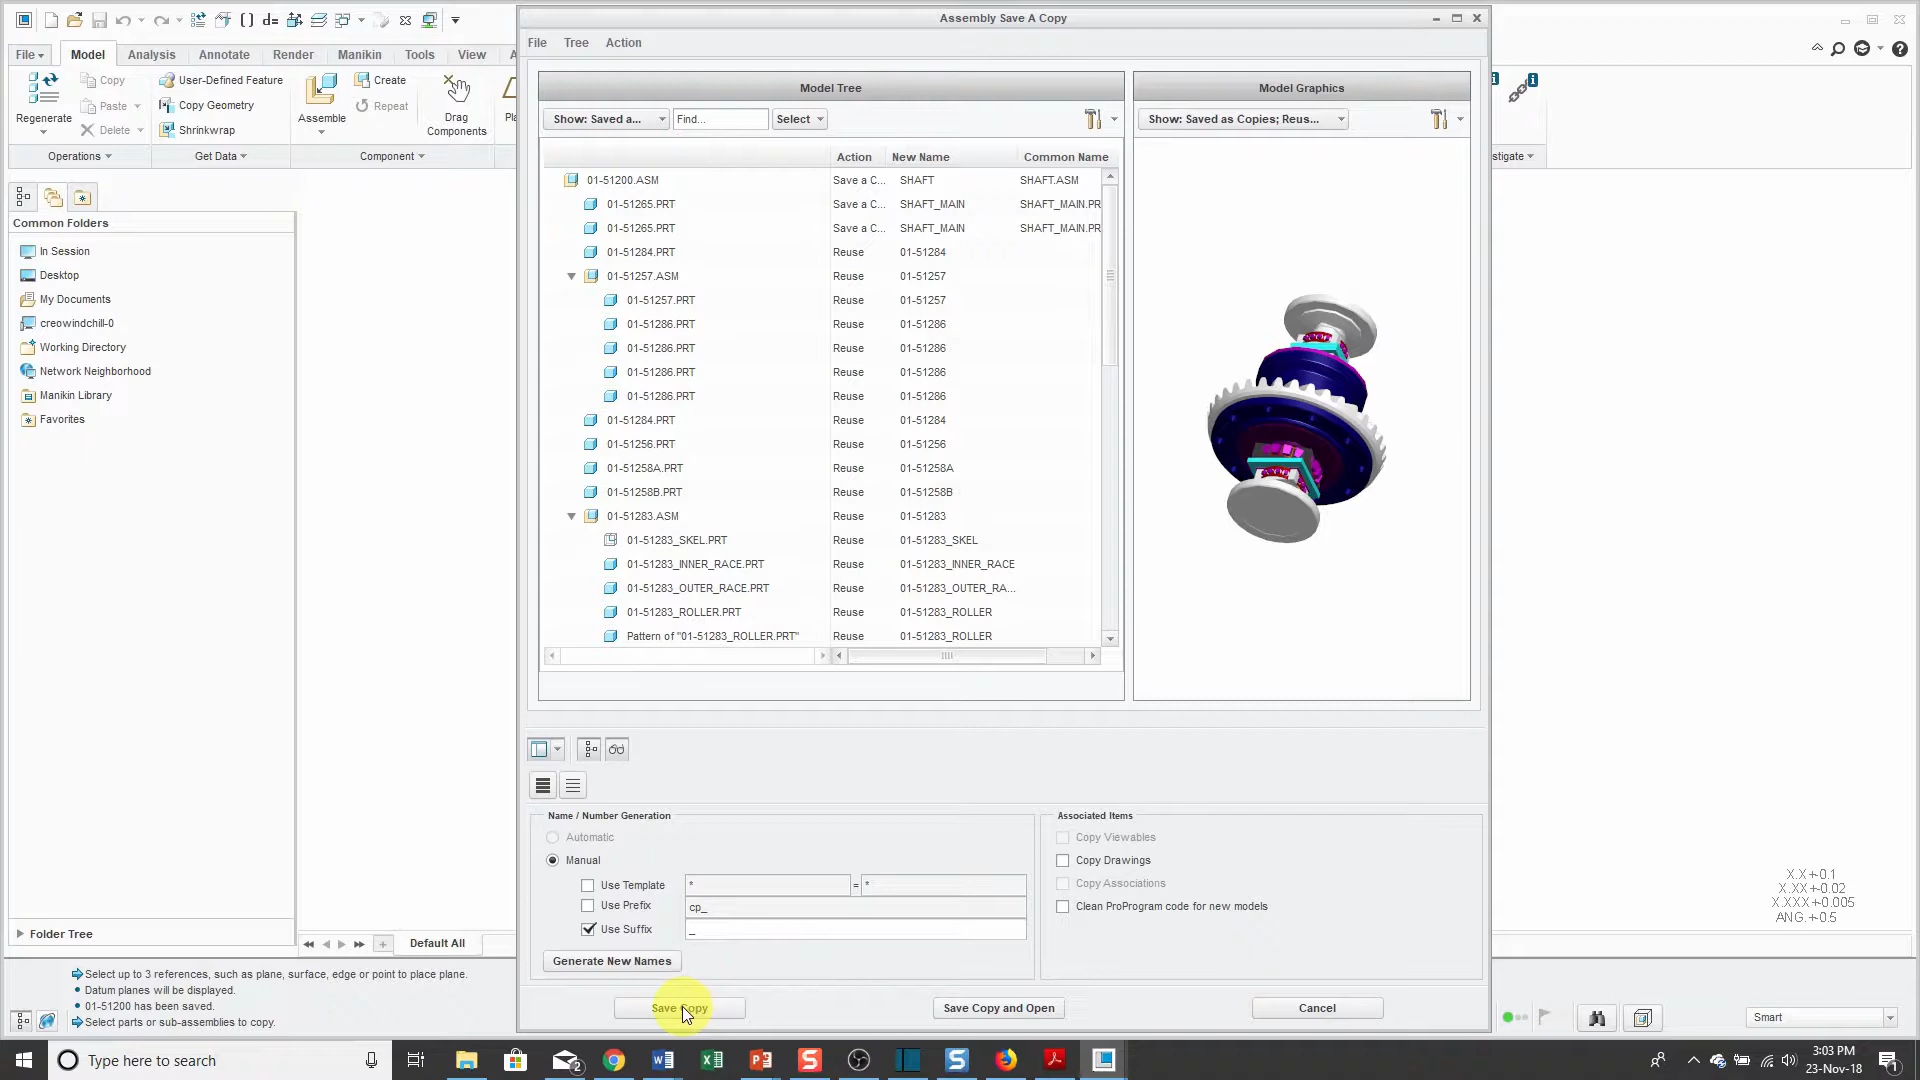 Assembly Save A Copy
File
Model
Analysis
Annotate
Render
Manikin
Tools
View
A
Regenerate
Copy
Paste
Delete
Operations
User-Defined Feature
Copy Geometry
Shrinkwrap
Get Data
Assemble
Create
Repeat
Drag
Components
Pla
Component
stigate
Common Folders
In Session
Desktop
My Documents
creowindchill-0
Working Directory
Network Neighborhood
Manikin Library
Favorites
Folder Tree
Default All
File Tree Action
Model Tree
Show: Saved a...
Find...
Select
Action New Name Common Name
01-51200.ASM Save a C... SHAFT SHAFT.ASM
01-51265.PRT Save a C... SHAFT_MAIN SHAFT_MAIN.PR
01-51265.PRT Save a C... SHAFT_MAIN SHAFT_MAIN.PR
01-51284.PRT Reuse 01-51284
01-51257.ASM Reuse 01-51257
01-51257.PRT Reuse 01-51257
01-51286.PRT Reuse 01-51286
01-51286.PRT Reuse 01-51286
01-51286.PRT Reuse 01-51286
01-51286.PRT Reuse 01-51286
01-51284.PRT Reuse 01-51284
01-51256.PRT Reuse 01-51256
01-51258A.PRT Reuse 01-51258A
01-51258B.PRT Reuse 01-51258B
01-51283.ASM Reuse 01-51283
01-51283_SKEL.PRT Reuse 01-51283_SKEL
01-51283_INNER_RACE.PRT Reuse 01-51283_INNER_RACE
01-51283_OUTER_RACE.PRT Reuse 01-51283_OUTER_RA...
01-51283_ROLLER.PRT Reuse 01-51283_ROLLER
Pattern of "01-51283_ROLLER.PRT" Reuse 01-51283_ROLLER
Model Graphics
Show: Saved as Copies; Reus...
Name / Number Generation
Automatic
Manual
Use Template * = *
Use Prefix cp_
Use Suffix _
Generate New Names
Associated Items
Copy Viewables
Copy Drawings
Copy Associations
Clean ProProgram code for new models
Save Copy
Save Copy and Open
Cancel
Select up to 3 references, such as plane, surface, edge or point to place plane.
Datum planes will be displayed.
01-51200 has been saved.
Select parts or sub-assemblies to copy.
X.X +-0.1
X.XX +-0.02
X.XXX +-0.005
ANG. +-0.5
Smart
Type here to search
2
3:03 PM
23-Nov-18
1